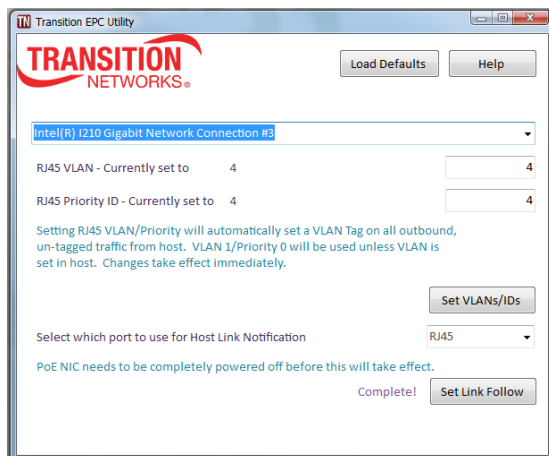 TN Transition EPC Utility
TRANSITION
NETWORKS®
Load Defaults
Help
Intel(R) I210 Gigabit Network Connection #3
RJ45 VLAN - Currently set to 4 4
RJ45 Priority ID - Currently set to 4 4
Setting RJ45 VLAN/Priority will automatically set a VLAN Tag on all outbound,
un-tagged traffic from host. VLAN 1/Priority 0 will be used unless VLAN is
set in host. Changes take effect immediately.
Set VLANs/IDs
Select which port to use for Host Link Notification RJ45
PoE NIC needs to be completely powered off before this will take effect.
Complete! Set Link Follow